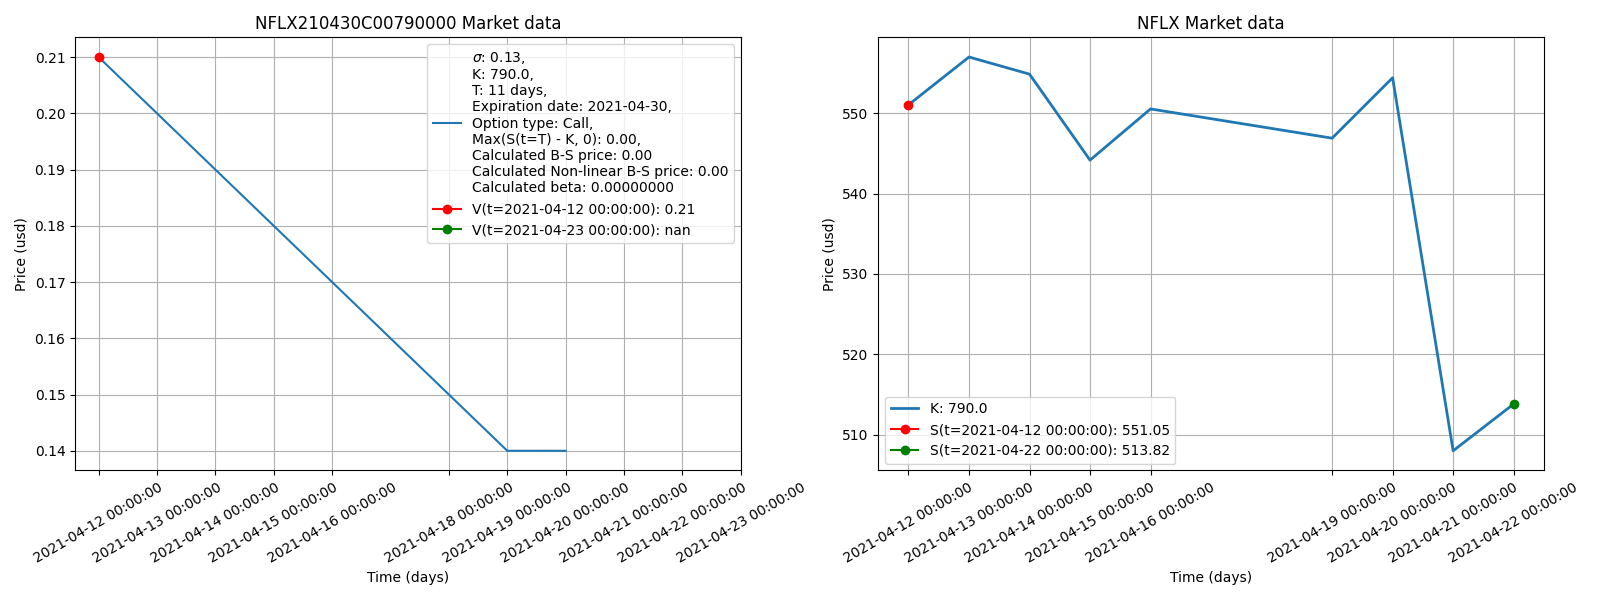 NFLX210430C00790000 Market data
0.21
0.20
0.19
0.18
0.17
0.16
0.15
0.14
Price (usd)
σ: 0.13,
K: 790.0,
T: 11 days,
Expiration date: 2021-04-30,
Option type: Call,
Max(S(t=T) - K, 0): 0.00,
Calculated B-S price: 0.00
Calculated Non-linear B-S price: 0.00
Calculated beta: 0.00000000
V(t=2021-04-12 00:00:00): 0.21
V(t=2021-04-23 00:00:00): nan
2021-04-12 00:00:00
2021-04-13 00:00:00
2021-04-14 00:00:00
2021-04-15 00:00:00
2021-04-16 00:00:00
2021-04-18 00:00:00
2021-04-19 00:00:00
2021-04-20 00:00:00
2021-04-21 00:00:00
2021-04-22 00:00:00
2021-04-23 00:00:00
Time (days)
NFLX Market data
550
540
530
520
510
Price (usd)
K: 790.0
S(t=2021-04-12 00:00:00): 551.05
S(t=2021-04-22 00:00:00): 513.82
2021-04-12 00:00:00
2021-04-13 00:00:00
2021-04-14 00:00:00
2021-04-15 00:00:00
2021-04-16 00:00:00
2021-04-19 00:00:00
2021-04-20 00:00:00
2021-04-21 00:00:00
2021-04-22 00:00:00
Time (days)